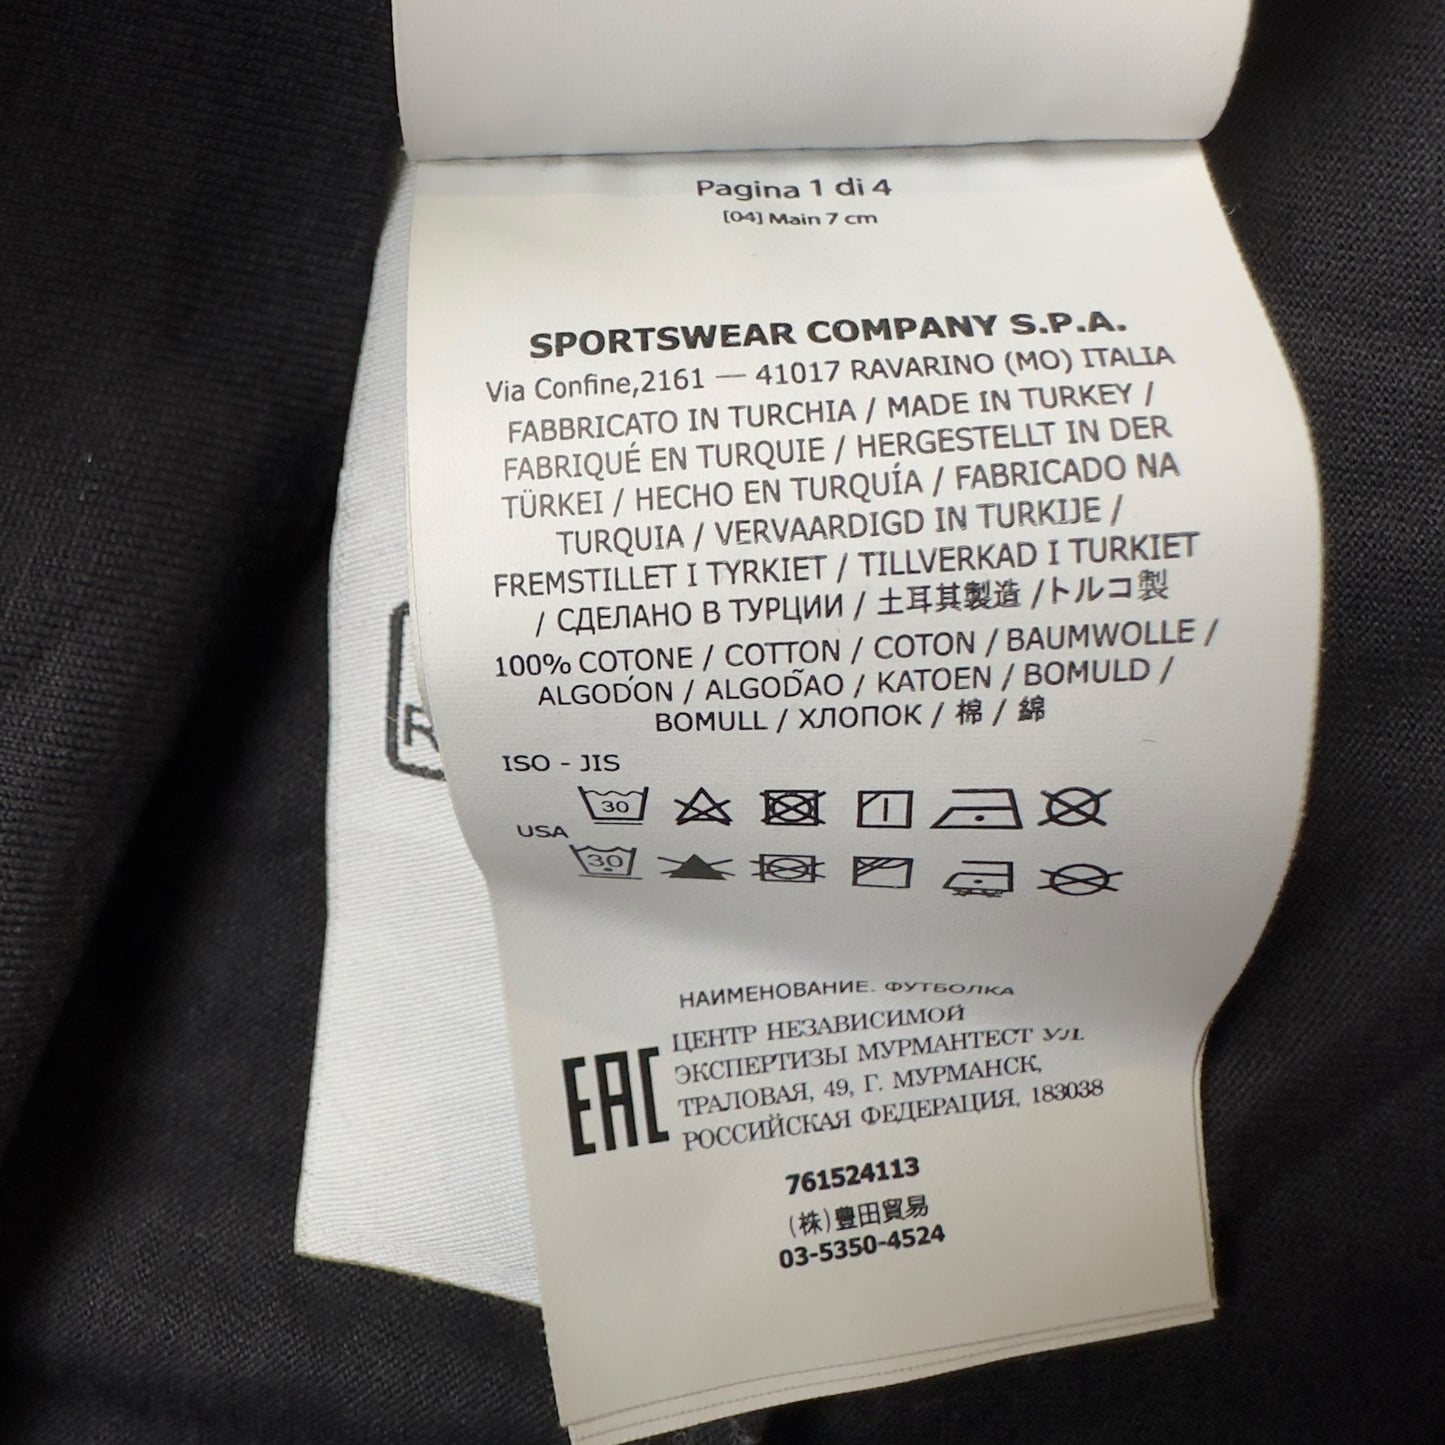 Pagina 1 di 4
[04] Main 7 cm
SPORTSWEAR COMPANY S.P.A.
Via Confine,2161 — 41017 RAVARINO (MO) ITALIA
FABBRICATO IN TURCHIA / MADE IN TURKEY /
FABRIQUÉ EN TURQUIE / HERGESTELLT IN DER
TÜRKEI / HECHO EN TURQUÍA / FABRICADO NA
TURQUIA / VERVAARDIGD IN TURKIJE /
FREMSTILLET I TYRKIET / TILLVERKAD I TURKIET
/ СДЕЛАНО В ТУРЦИИ / 土耳其製造 /トルコ製
100% COTONE / COTTON / COTON / BAUMWOLLE /
ALGODÓN / ALGODÃO / KATOEN / BOMULD /
BOMULL / ХЛОПОК / 棉 / 綿
ISO - JIS
30
USA
30
НАИМЕНОВАНИЕ. ФУТБОЛКА
EAC
ЦЕНТР НЕЗАВИСИМОЙ
ЭКСПЕРТИЗЫ МУРМАНТЕСТ УЛ.
ТРАЛОВАЯ, 49, Г. МУРМАНСК,
РОССИЙСКАЯ ФЕДЕРАЦИЯ, 183038
761524113
(株)豊田貿易
03-5350-4524
R